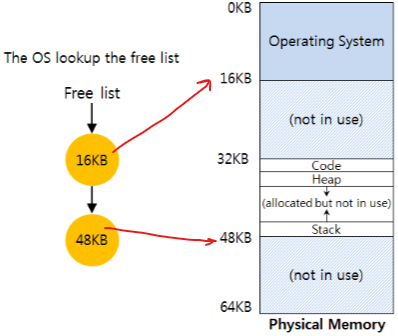 The OS lookup the free list
Free list
16KB
48KB
0KB
Operating System
16KB
(not in use)
32KB
Code
Heap
(allocated but not in use)
Stack
48KB
(not in use)
64KB
Physical Memory